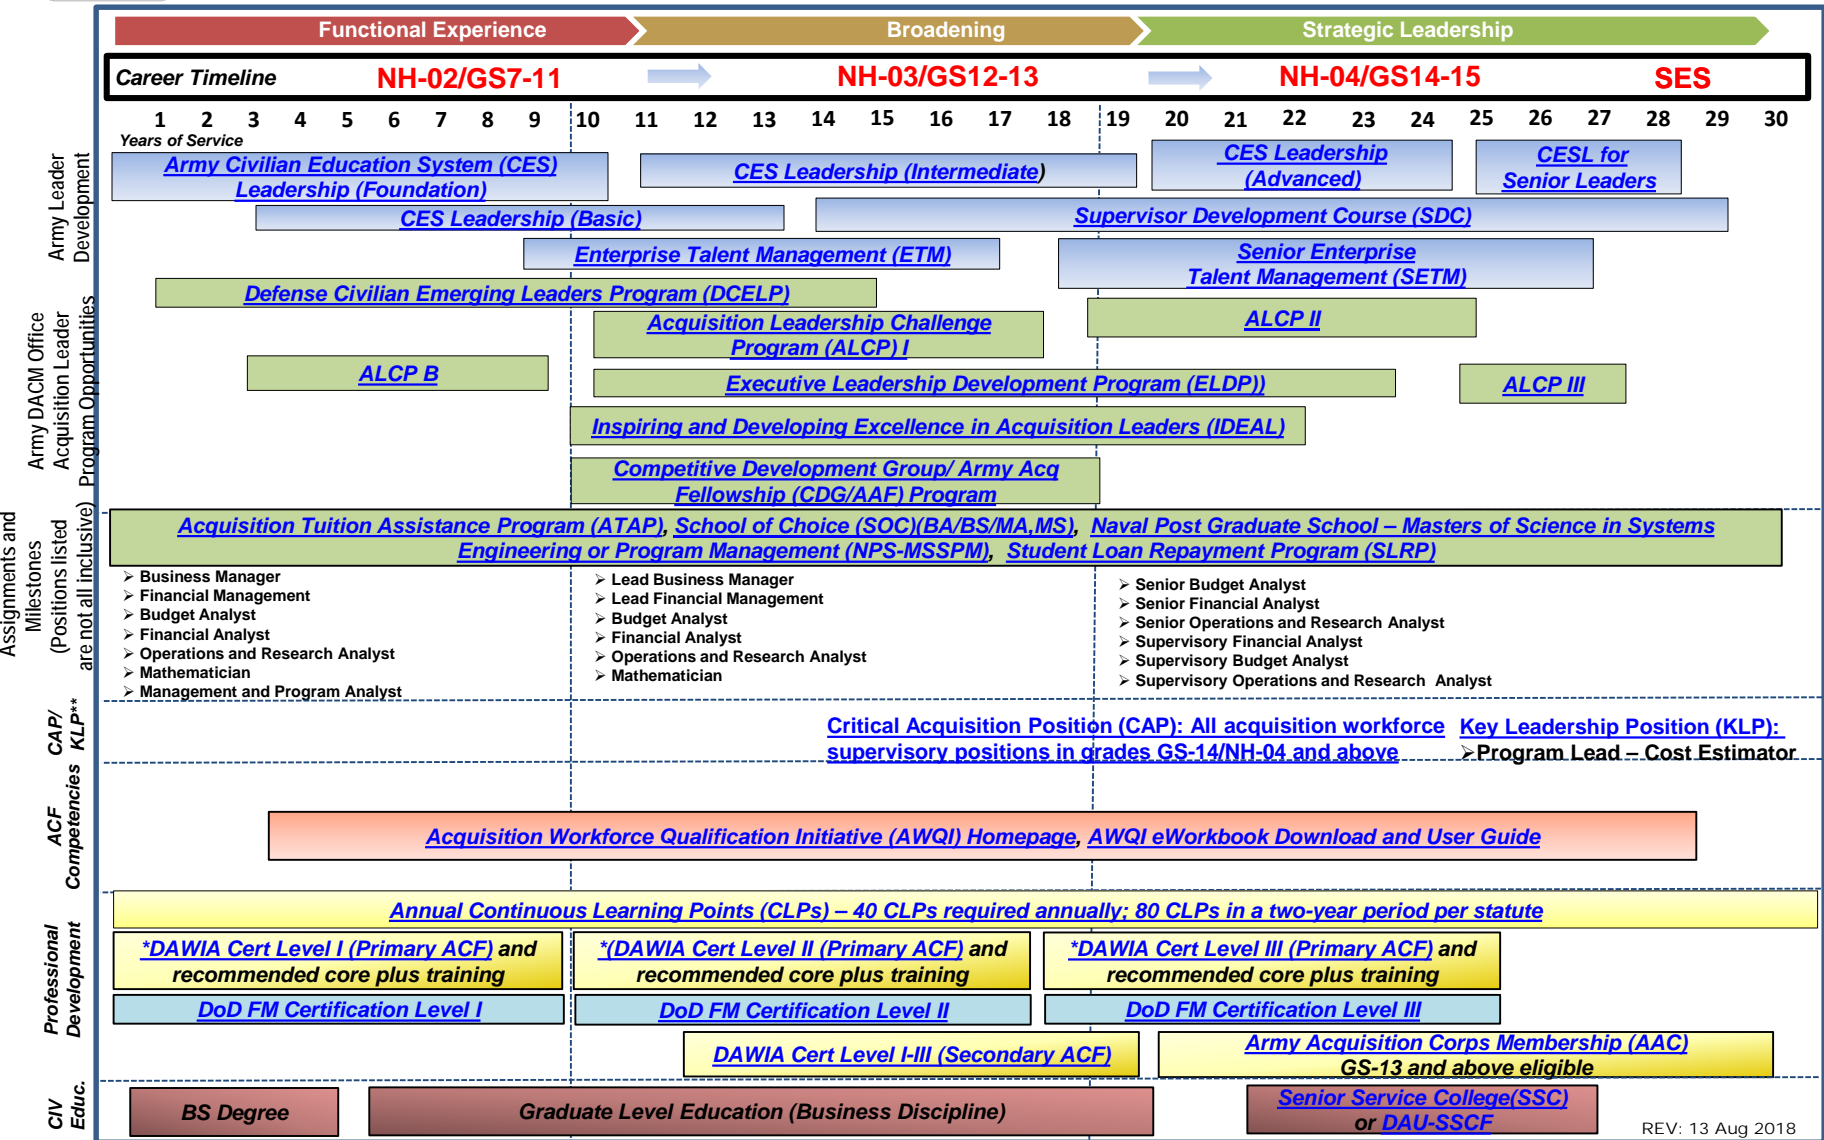 Functional Experience
Broadening
Strategic Leadership
Career Timeline
NH-02/GS7-11
NH-03/GS12-13
NH-04/GS14-15
SES
1 2 3 4 5 6 7 8 9 10 11 12 13 14 15 16 17 18 19 20 21 22 23 24 25 26 27 28 29 30
Years of Service
Army Leader
Development
Army Civilian Education System (CES)
Leadership (Foundation)
CES Leadership (Intermediate)
CES Leadership
(Advanced)
CESL for
Senior Leaders
CES Leadership (Basic)
Supervisor Development Course (SDC)
Enterprise Talent Management (ETM)
Senior Enterprise
Talent Management (SETM)
Army DACM Office
Acquisition Leader
Program Opportunities
Defense Civilian Emerging Leaders Program (DCELP)
Acquisition Leadership Challenge
Program (ALCP) I
ALCP II
ALCP B
Executive Leadership Development Program (ELDP))
ALCP III
Inspiring and Developing Excellence in Acquisition Leaders (IDEAL)
Competitive Development Group/ Army Acq
Fellowship (CDG/AAF) Program
Acquisition Tuition Assistance Program (ATAP), School of Choice (SOC)(BA/BS/MA,MS), Naval Post Graduate School – Masters of Science in Systems
Engineering or Program Management (NPS-MSSPM), Student Loan Repayment Program (SLRP)
Assignments and
Milestones
(Positions listed
are not all inclusive)
➢ Business Manager
➢ Financial Management
➢ Budget Analyst
➢ Financial Analyst
➢ Operations and Research Analyst
➢ Mathematician
➢ Management and Program Analyst
➢ Lead Business Manager
➢ Lead Financial Management
➢ Budget Analyst
➢ Financial Analyst
➢ Operations and Research Analyst
➢ Mathematician
➢ Senior Budget Analyst
➢ Senior Financial Analyst
➢ Senior Operations and Research Analyst
➢ Supervisory Financial Analyst
➢ Supervisory Budget Analyst
➢ Supervisory Operations and Research Analyst
CAP/
KLP**
Critical Acquisition Position (CAP): All acquisition workforce
supervisory positions in grades GS-14/NH-04 and above
Key Leadership Position (KLP):
➢Program Lead – Cost Estimator
ACF
Competencies
Acquisition Workforce Qualification Initiative (AWQI) Homepage, AWQI eWorkbook Download and User Guide
Professional
Development
Annual Continuous Learning Points (CLPs) – 40 CLPs required annually; 80 CLPs in a two-year period per statute
*DAWIA Cert Level I (Primary ACF) and
recommended core plus training
*(DAWIA Cert Level II (Primary ACF) and
recommended core plus training
*DAWIA Cert Level III (Primary ACF) and
recommended core plus training
DoD FM Certification Level I
DoD FM Certification Level II
DoD FM Certification Level III
DAWIA Cert Level I-III (Secondary ACF)
Army Acquisition Corps Membership (AAC)
GS-13 and above eligible
CIV
Educ.
BS Degree
Graduate Level Education (Business Discipline)
Senior Service College(SSC)
or DAU-SSCF
REV: 13 Aug 2018